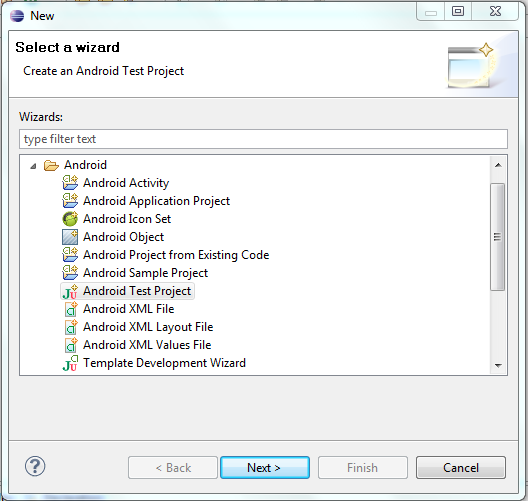 New
Select a wizard
Create an Android Test Project
Wizards:
type filter text
Android
Android Activity
Android Application Project
Android Icon Set
Android Object
Android Project from Existing Code
Android Sample Project
Android Test Project
Android XML File
Android XML Layout File
Android XML Values File
Template Development Wizard
< Back
Next >
Finish
Cancel